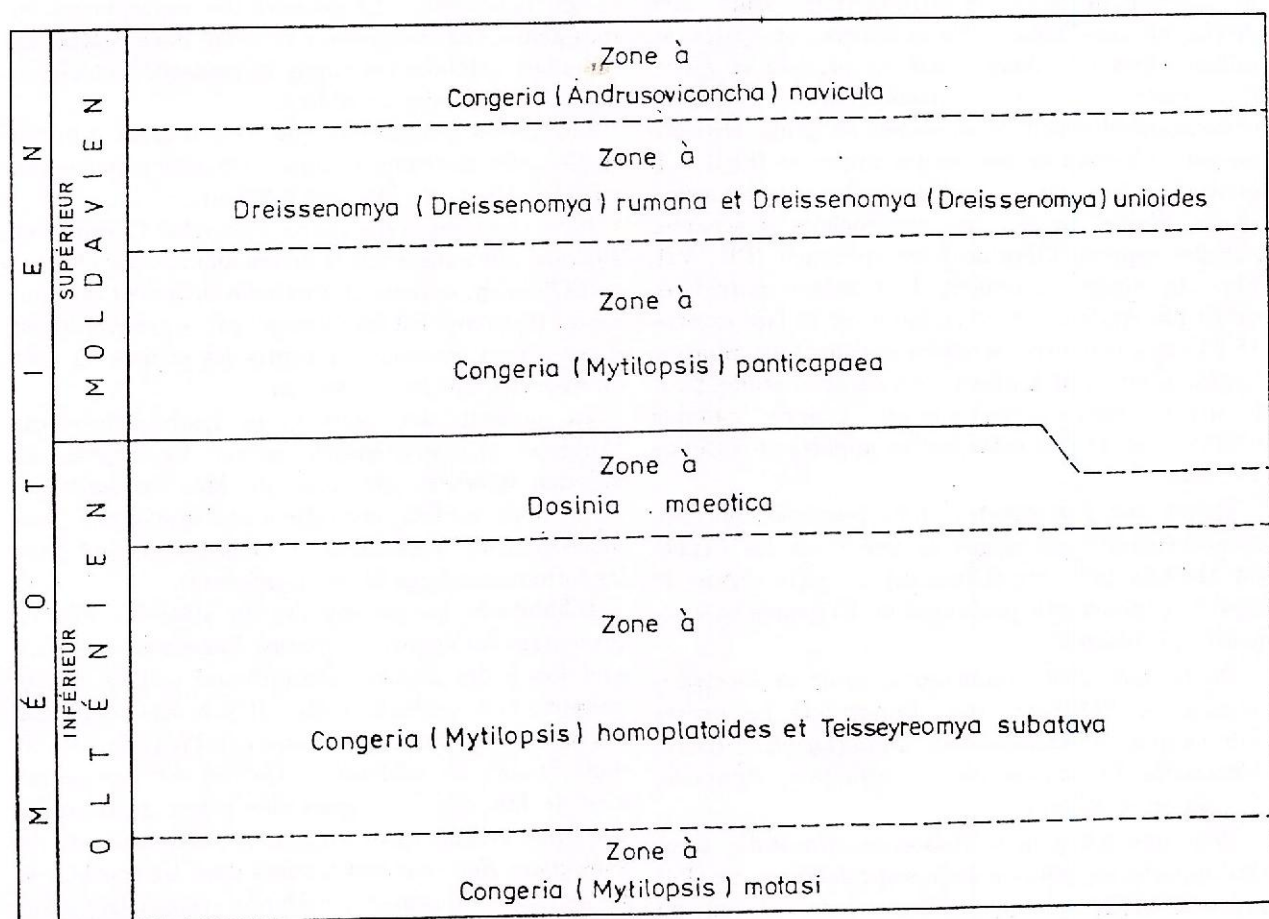 MÉOTIEN
SUPÉRIEUR
MOLDAVIEN
Zone à
Congeria (Andrusoviconcha) navicula
Zone à
Dreissenomya (Dreissenomya) rumana et Dreissenomya (Dreissenomya) unioides
Zone à
Congeria (Mytilopsis) panticapaea
INFÉRIEUR
OLTÉNIEN
Zone à
Dosinia maeotica
Zone à
Congeria (Mytilopsis) homoplatoides et Teisseyreomya subatava
Zone à
Congeria (Mytilopsis) motasi